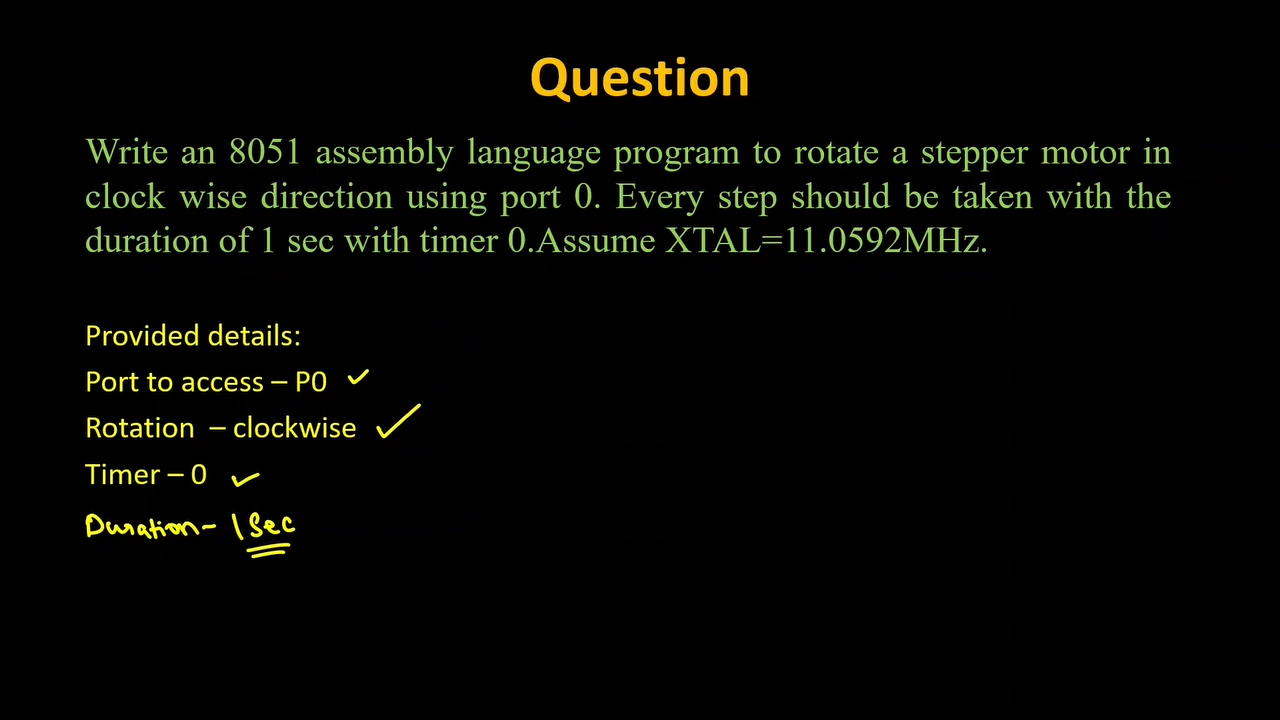 Question
Write an 8051 assembly language program to rotate a stepper motor in
clock wise direction using port 0. Every step should be taken with the
duration of 1 sec with timer 0.Assume XTAL=11.0592MHz.
Provided details:
Port to access – P0
Rotation – clockwise
Timer – 0
Duration- 1 Sec